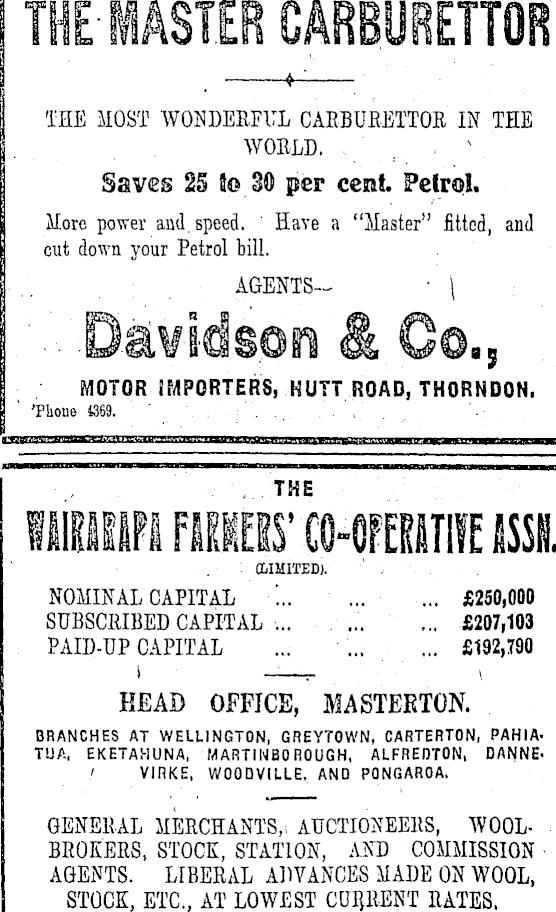 THE MASTER CARBURETTOR
THE MOST WONDERFUL CARBURETTOR IN THE
WORLD.
Saves 25 to 30 per cent. Petrol.
More power and speed. Have a "Master" fitted, and
cut down your Petrol bill.
AGENTS—
Davidson & Co.,
MOTOR IMPORTERS, HUTT ROAD, THORNDON.
'Phone 4369.
THE
WAIRARAPA FARMERS' CO-OPERATIVE ASSN.
(LIMITED).
NOMINAL CAPITAL ... ... ... £250,000
SUBSCRIBED CAPITAL ... ... ... £207,103
PAID-UP CAPITAL ... ... ... £192,790
HEAD OFFICE, MASTERTON.
BRANCHES AT WELLINGTON, GREYTOWN, CARTERTON, PAHIA-
TUA, EKETAHUNA, MARTINBOROUGH, ALFREDTON, DANNE-
VIRKE, WOODVILLE, AND PONGAROA.
GENERAL MERCHANTS, AUCTIONEERS, WOOL-
BROKERS, STOCK, STATION, AND COMMISSION
AGENTS. LIBERAL ADVANCES MADE ON WOOL,
STOCK, ETC., AT LOWEST CURRENT RATES.